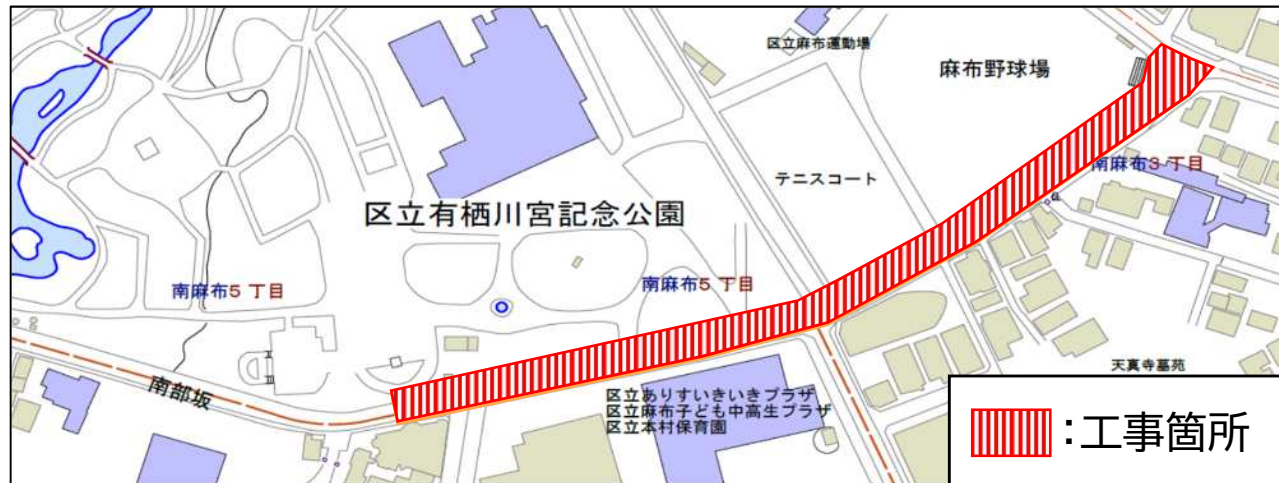 区立麻布運動場
麻布野球場
南麻布3 丁目
テニスコート
区立有栖川宮記念公園
南麻布5 丁目
南麻布5 丁目
天真寺墓苑
南部坂
区立ありすいきいきプラザ
区立麻布子ども中高生プラザ
区立本村保育園
:工事箇所